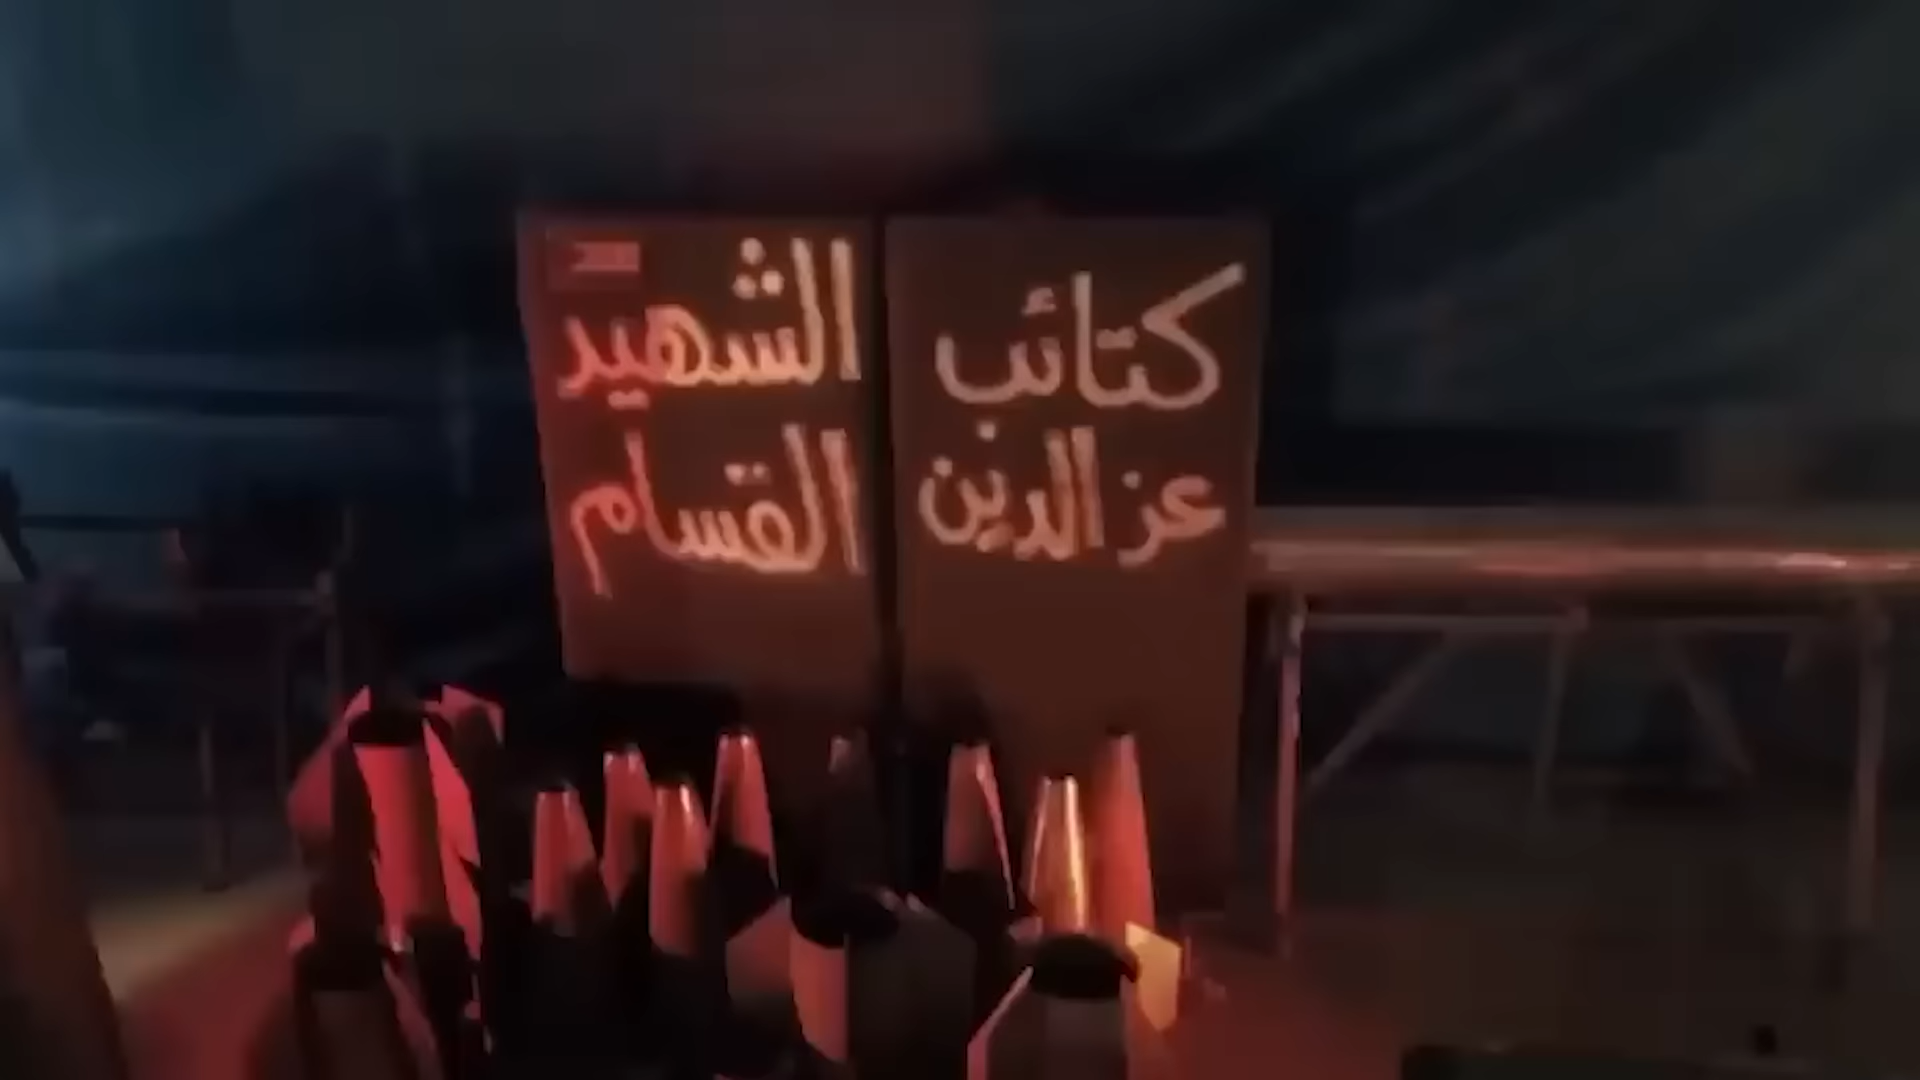 كتائب
عز الدين
الشهيد
القسام